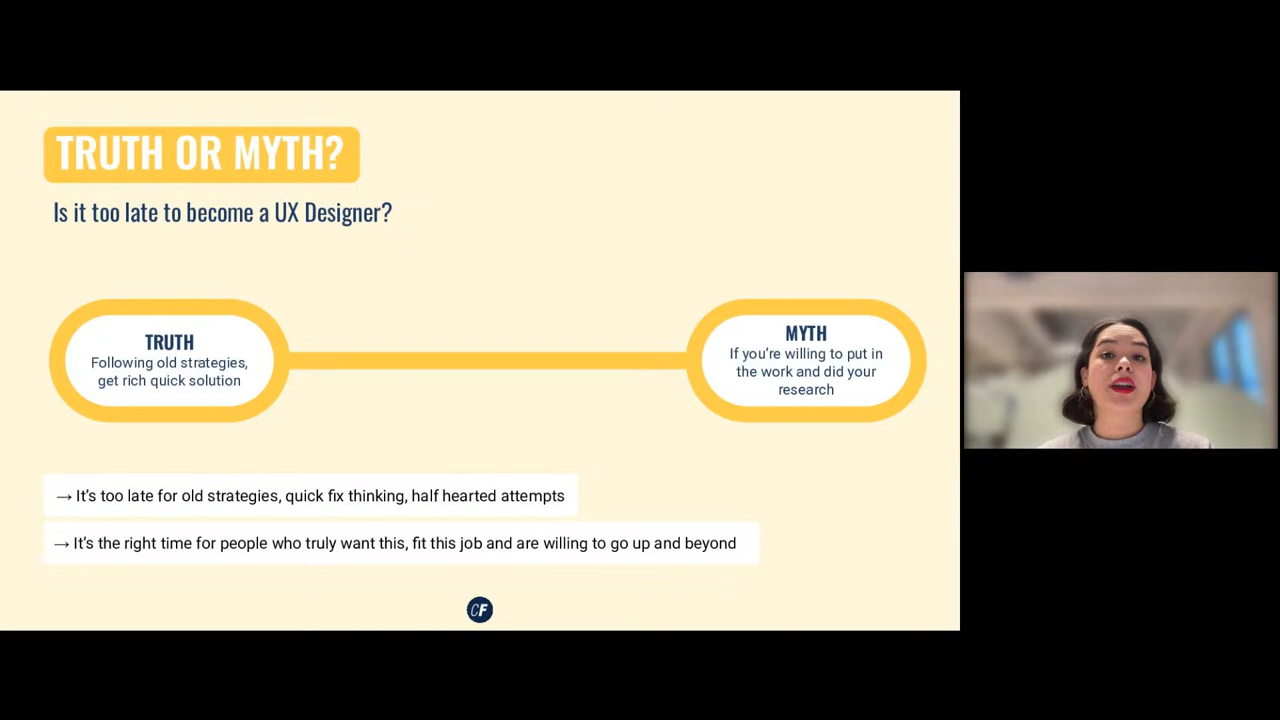 TRUTH OR MYTH?
Is it too late to become a UX Designer?
TRUTH
Following old strategies,
get rich quick solution
MYTH
If you're willing to put in
the work and did your
research
→ It's too late for old strategies, quick fix thinking, half hearted attempts
→ It's the right time for people who truly want this, fit this job and are willing to go up and beyond
CF